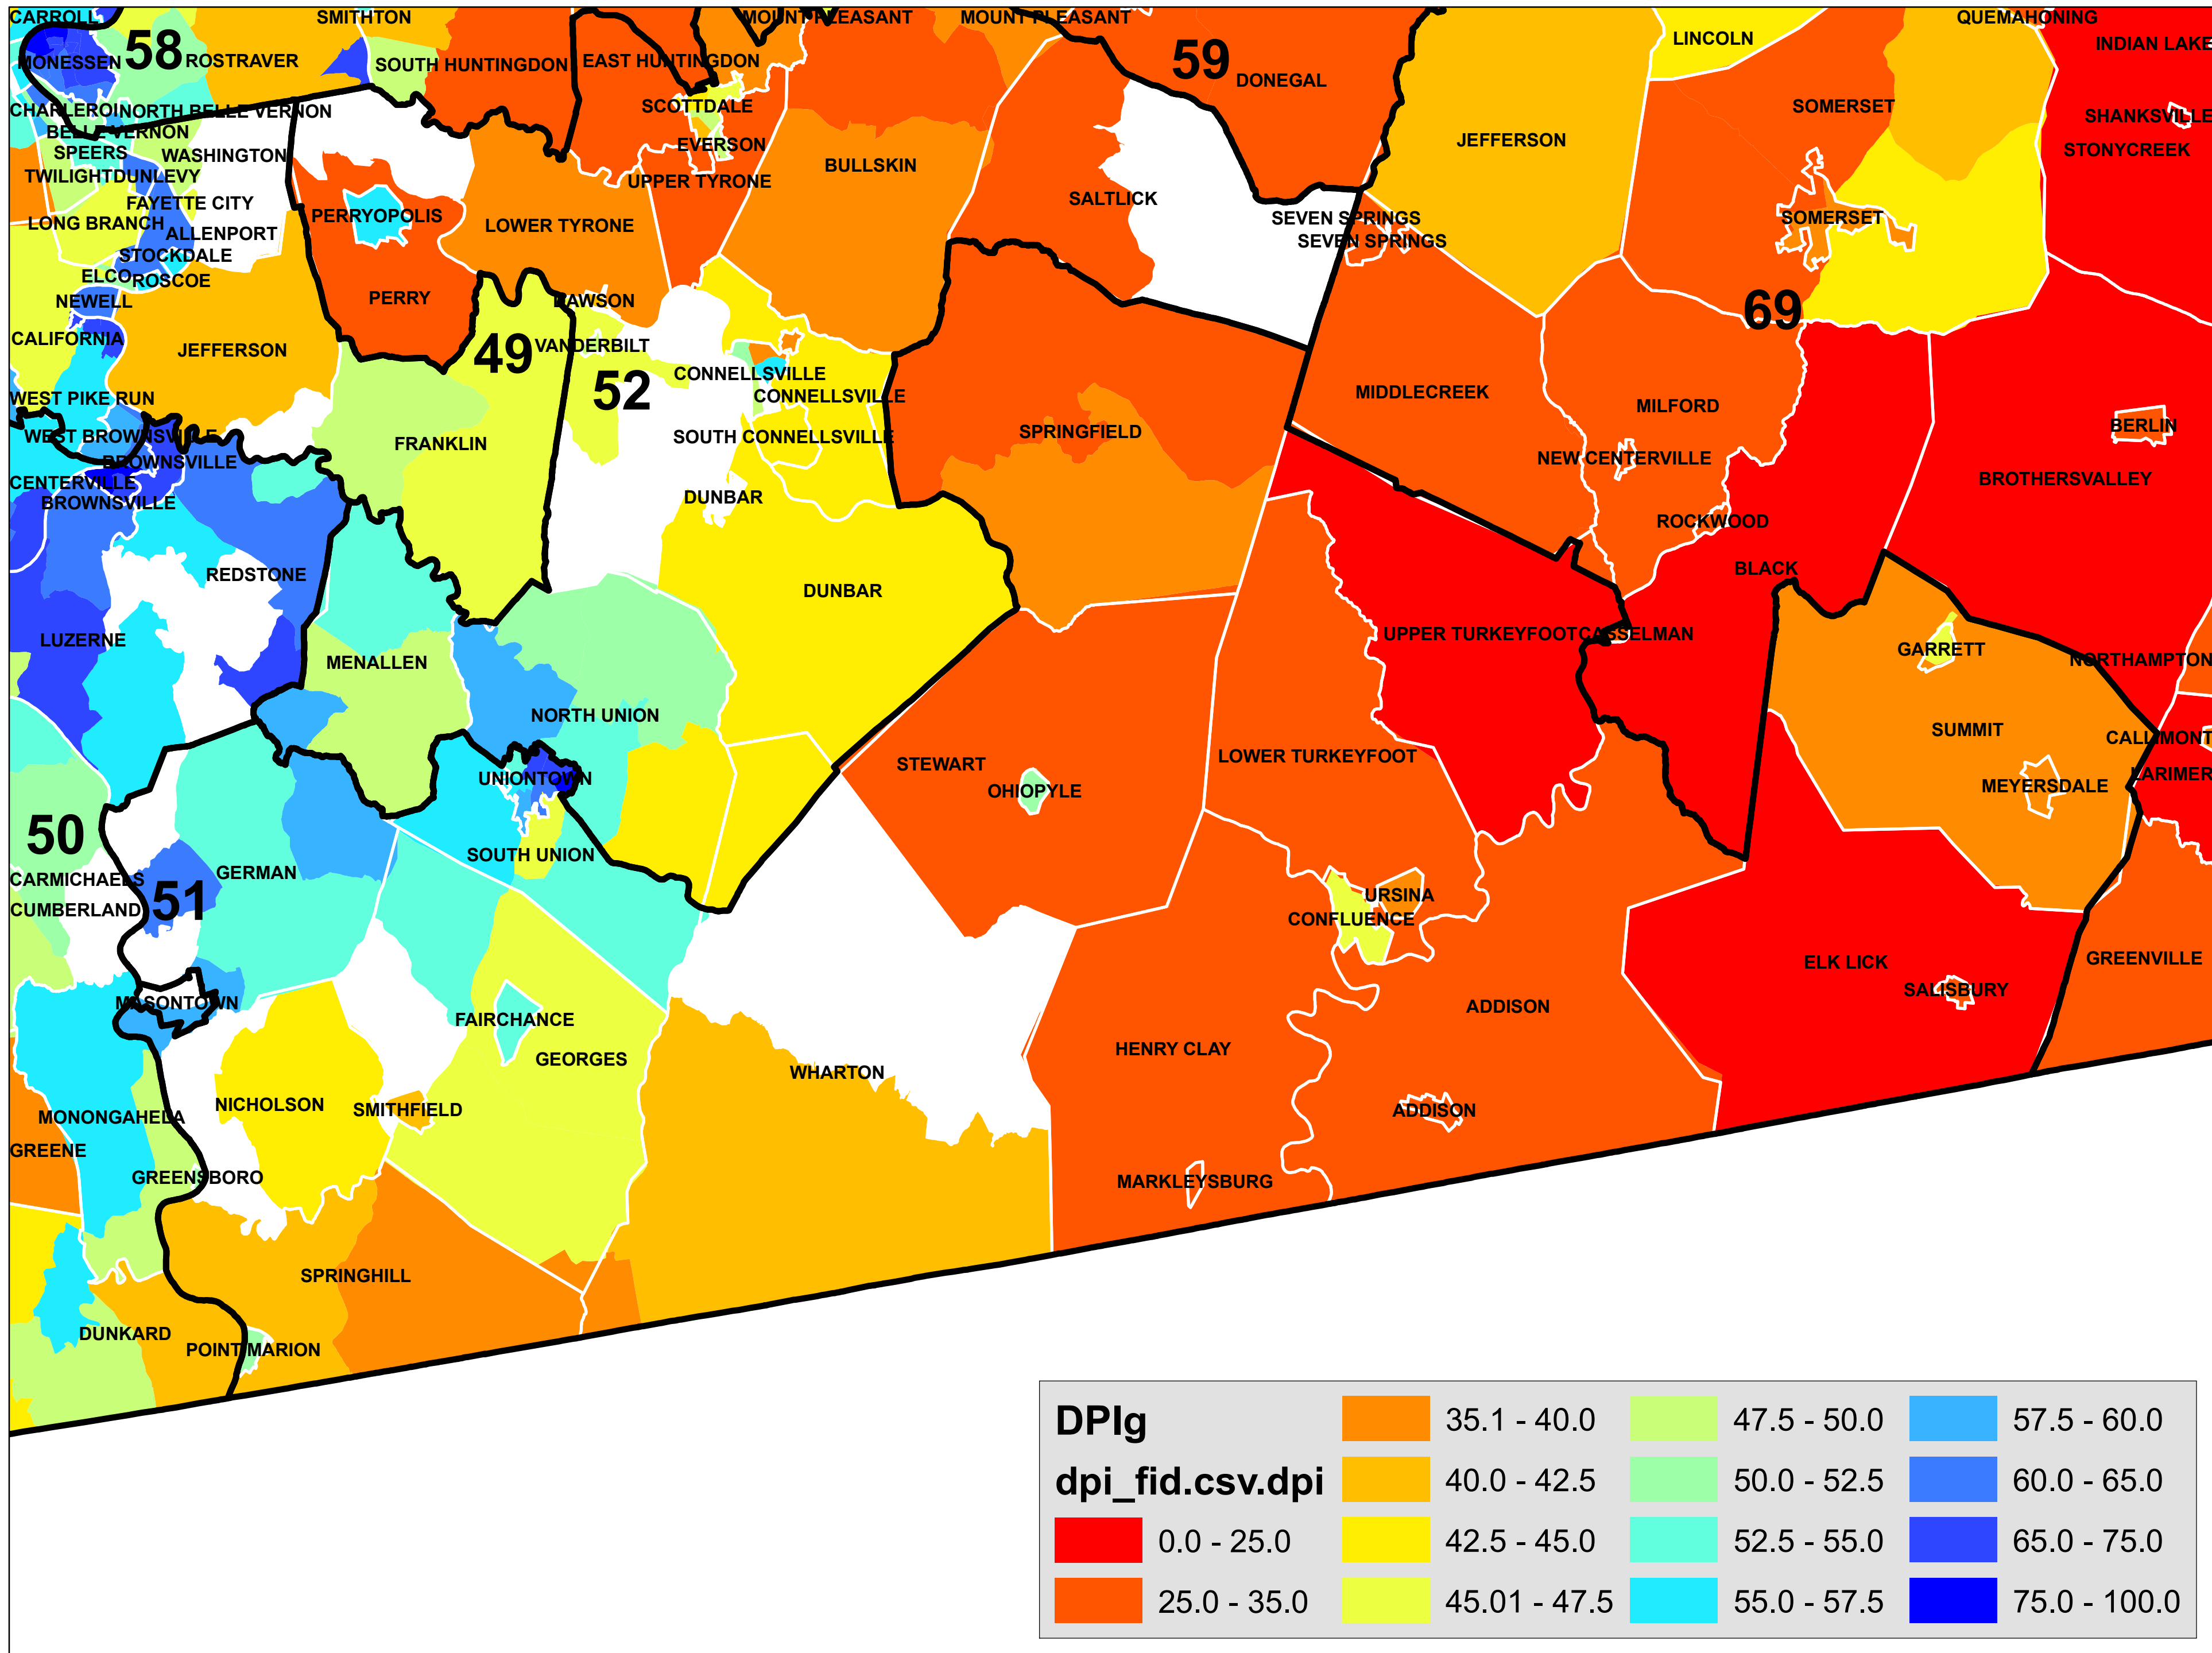 CARROLL
SMITHTON
MOUNT PLEASANT
MOUNT PLEASANT
QUEMAHONING
58
ROSTRAVER
MONESSEN
SOUTH HUNTINGDON
EAST HUNTINGDON
59
DONEGAL
LINCOLN
INDIAN LAKE
CHARLEROI
NORTH BELLE VERNON
SCOTTDALE
SOMERSET
SHANKSVILLE
BELLE VERNON
SPEERS
WASHINGTON
EVERSON
JEFFERSON
STONYCREEK
TWILIGHT
DUNLEVY
UPPER TYRONE
BULLSKIN
FAYETTE CITY
SALTLICK
LONG BRANCH
ALLENPORT
PERRYOPOLIS
LOWER TYRONE
SEVEN SPRINGS
SEVEN SPRINGS
SOMERSET
STOCKDALE
ELCO
ROSCOE
NEWELL
PERRY
DAWSON
69
CALIFORNIA
JEFFERSON
49
VANDERBILT
52
CONNELLSVILLE
CONNELLSVILLE
MIDDLECREEK
MILFORD
WEST PIKE RUN
WEST BROWNSVILLE
FRANKLIN
SOUTH CONNELLSVILLE
SPRINGFIELD
BERLIN
BROWNSVILLE
NEW CENTERVILLE
CENTERVILLE
BROWNSVILLE
DUNBAR
BROTHERSVALLEY
ROCKWOOD
REDSTONE
DUNBAR
BLACK
LUZERNE
MENALLEN
UPPER TURKEYFOOT
CASSELMAN
GARRETT
NORTHAMPTON
NORTH UNION
SUMMIT
CALLIMONT
UNIONTOWN
STEWART
OHIOPYLE
LOWER TURKEYFOOT
MEYERSDALE
LARIMER
50
SOUTH UNION
GERMAN
CARMICHAELS
51
CUMBERLAND
URSINA
CONFLUENCE
ELK LICK
GREENVILLE
MASONTOWN
FAIRCHANCE
SALISBURY
ADDISON
GEORGES
WHARTON
HENRY CLAY
MONONGAHELA
NICHOLSON
SMITHFIELD
ADDISON
GREENE
GREENSBORO
MARKLEYSBURG
SPRINGHILL
DUNKARD
POINT MARION
DPIg
dpi_fid.csv.dpi
0.0 - 25.0
25.0 - 35.0
35.1 - 40.0
40.0 - 42.5
42.5 - 45.0
45.01 - 47.5
47.5 - 50.0
50.0 - 52.5
52.5 - 55.0
55.0 - 57.5
57.5 - 60.0
60.0 - 65.0
65.0 - 75.0
75.0 - 100.0